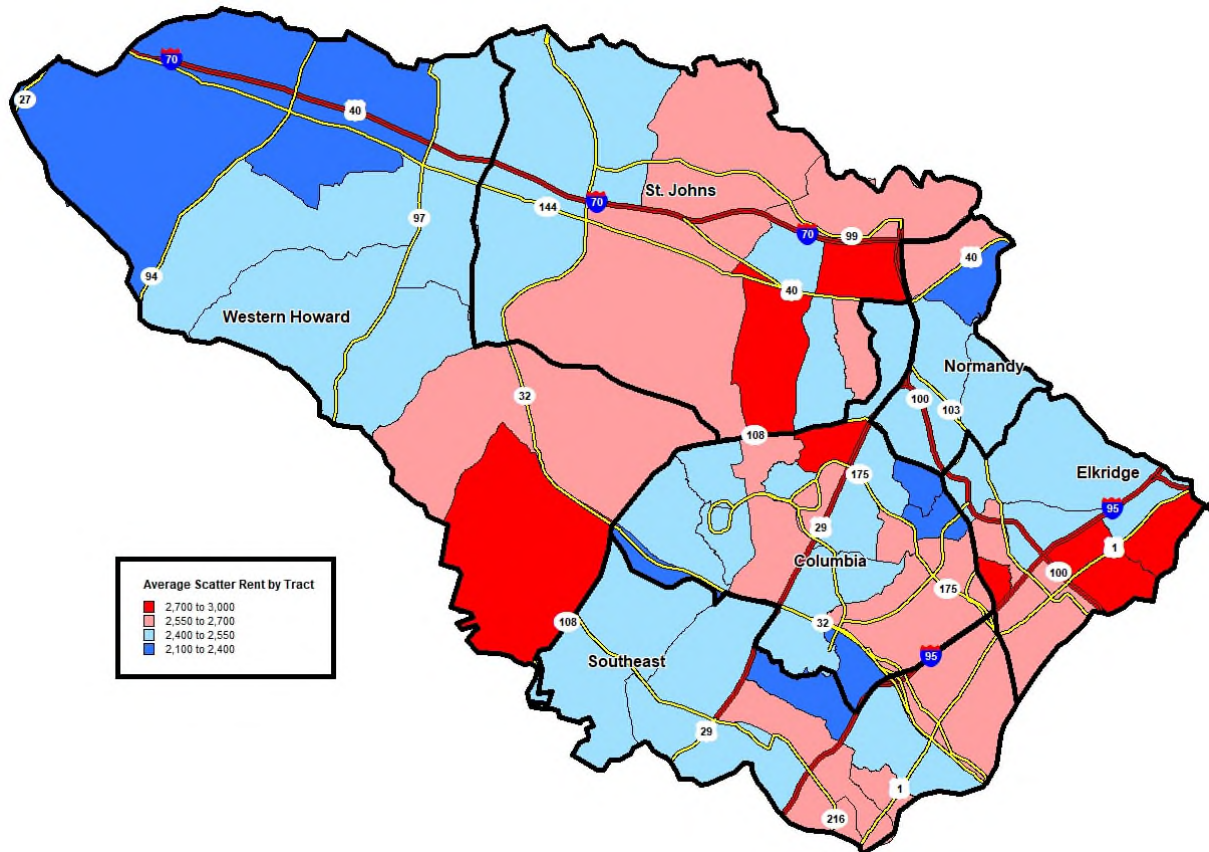 70
27
40
St. Johns
144
70
97
70
99
40
94
40
Western Howard
Normandy
32
100
103
108
175
Elkridge
95
29
1
Columbia
100
175
Average Scatter Rent by Tract
2,700 to 3,000
2,550 to 2,700
2,400 to 2,550
2,100 to 2,400
108
32
95
Southeast
29
1
216